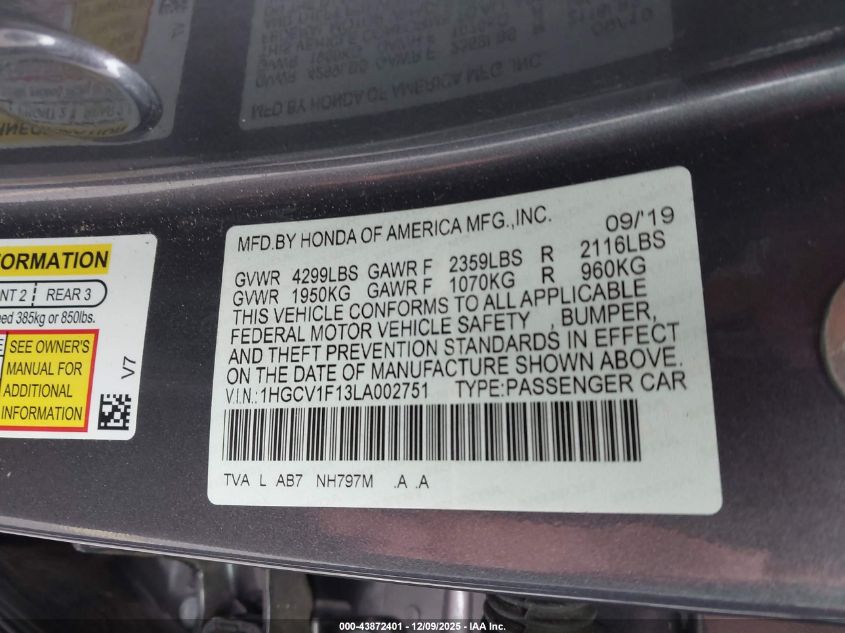 MFD.BY HONDA OF AMERICA MFG.,INC. 09/'19
GVWR 4299LBS GAWR F 2359LBS R 2116LBS
GVWR 1950KG GAWR F 1070KG R 960KG
THIS VEHICLE CONFORMS TO ALL APPLICABLE
FEDERAL MOTOR VEHICLE SAFETY , BUMPER,
AND THEFT PREVENTION STANDARDS IN EFFECT
ON THE DATE OF MANUFACTURE SHOWN ABOVE.
V.I.N.: 1HGCV1F13LA002751 TYPE:PASSENGER CAR
TVA L AB7 NH797M .A .A
REAR 3
385kg or 850lbs.
SEE OWNER'S
MANUAL FOR
ADDITIONAL
INFORMATION
V7
000-43872401 - 12/09/2025 - IAA Inc.